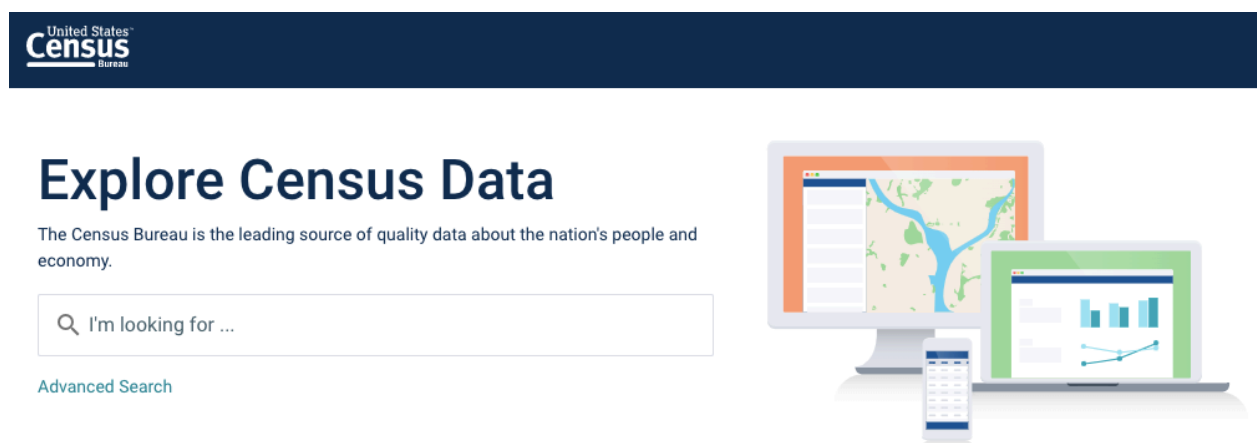 United States™
Census
Bureau
Explore Census Data
The Census Bureau is the leading source of quality data about the nation's people and
economy.
I'm looking for ...
Advanced Search